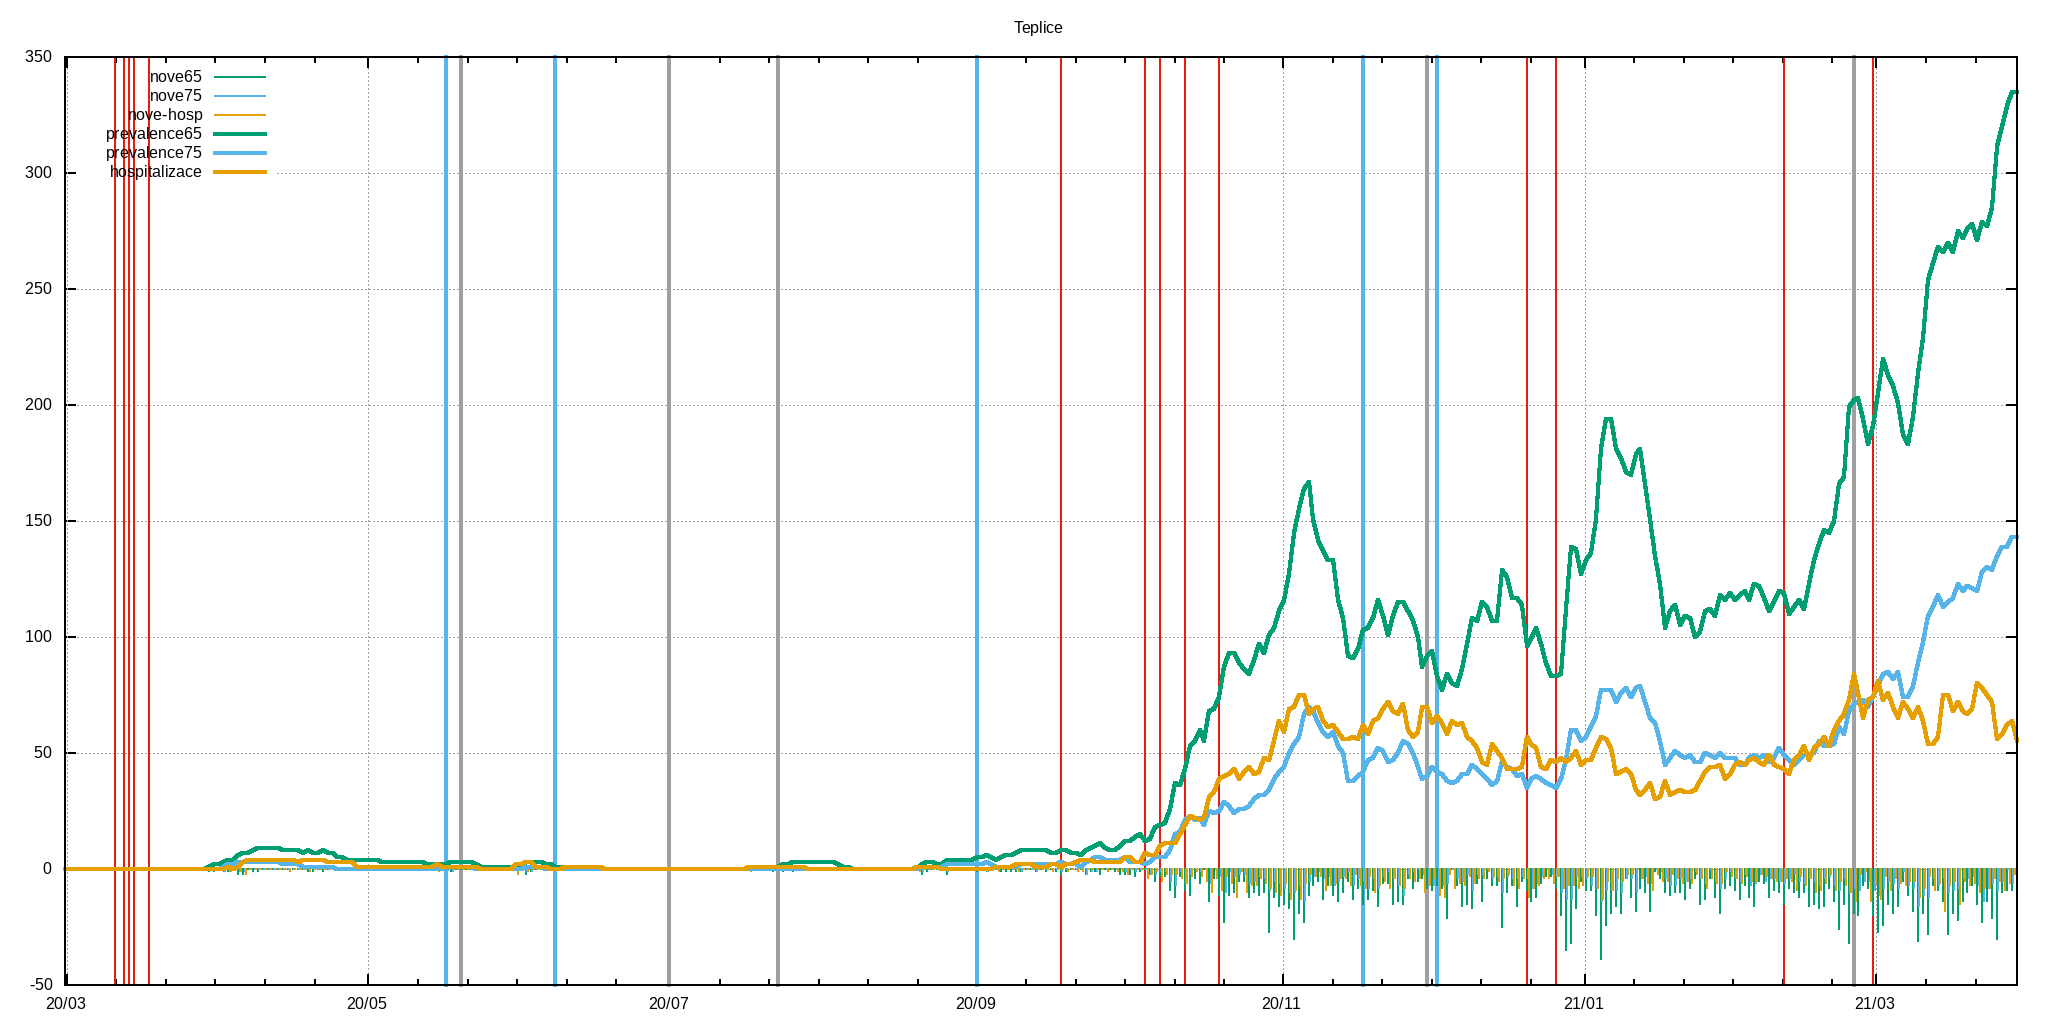 Teplice
350
300
250
200
150
100
50
0
-50
nove65
nove75
nove-hosp
prevalence65
prevalence75
hospitalizace
20/03 20/05 20/07 20/09 20/11 21/01 21/03